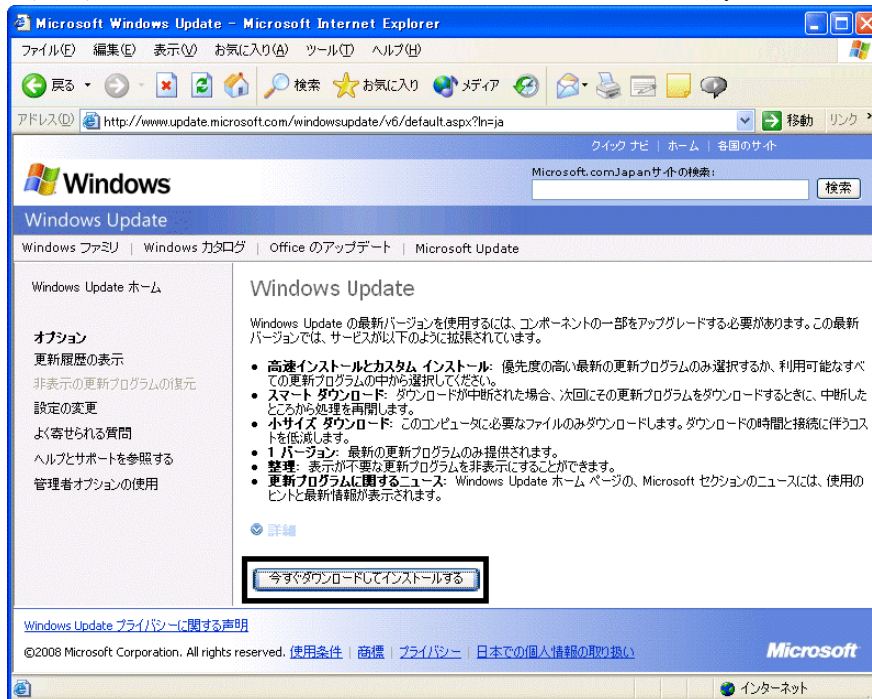 Microsoft Windows Update - Microsoft Internet Explorer
ファイル(F) 編集(E) 表示(V) お気に入り(A) ツール(T) ヘルプ(H)
戻る 検索 お気に入り メディア
アドレス(D) http://www.update.microsoft.com/windowsupdate/v6/default.aspx?ln=ja 移動 リンク »
クイック ナビ | ホーム | 各国のサイト
Windows
Microsoft.comJapanサイトの検索:
検索
Windows Update
Windows ファミリ | Windows カタログ | Office のアップデート | Microsoft Update
Windows Update ホーム
オプション
更新履歴の表示
非表示の更新プログラムの復元
設定の変更
よく寄せられる質問
ヘルプとサポートを参照する
管理者オプションの使用
Windows Update
Windows Update の最新バージョンを使用するには、コンポーネントの一部をアップグレードする必要があります。この最新
バージョンでは、サービスが以下のように拡張されています。
• 高速インストールとカスタム インストール: 優先度の高い最新の更新プログラムのみ選択するか、利用可能なすべ
ての更新プログラムの中から選択してください。
• スマート ダウンロード: ダウンロードが中断された場合、次回にその更新プログラムをダウンロードするときに、中断した
ところから処理を再開します。
• 小サイズ ダウンロード: このコンピュータに必要なファイルのみダウンロードします。ダウンロードの時間と接続に伴うコス
トを低減します。
• 1 バージョン: 最新の更新プログラムのみ提供されます。
• 整理: 表示が不要な更新プログラムを非表示にすることができます。
• 更新プログラムに関するニュース: Windows Update ホーム ページの、Microsoft セクションのニュースには、使用の
ヒントと最新情報が表示されます。
詳細
今すぐダウンロードしてインストールする
Windows Update プライバシーに関する声明
©2008 Microsoft Corporation. All rights reserved. 使用条件 | 商標 | プライバシー | 日本での個人情報の取り扱い
Microsoft
インターネット